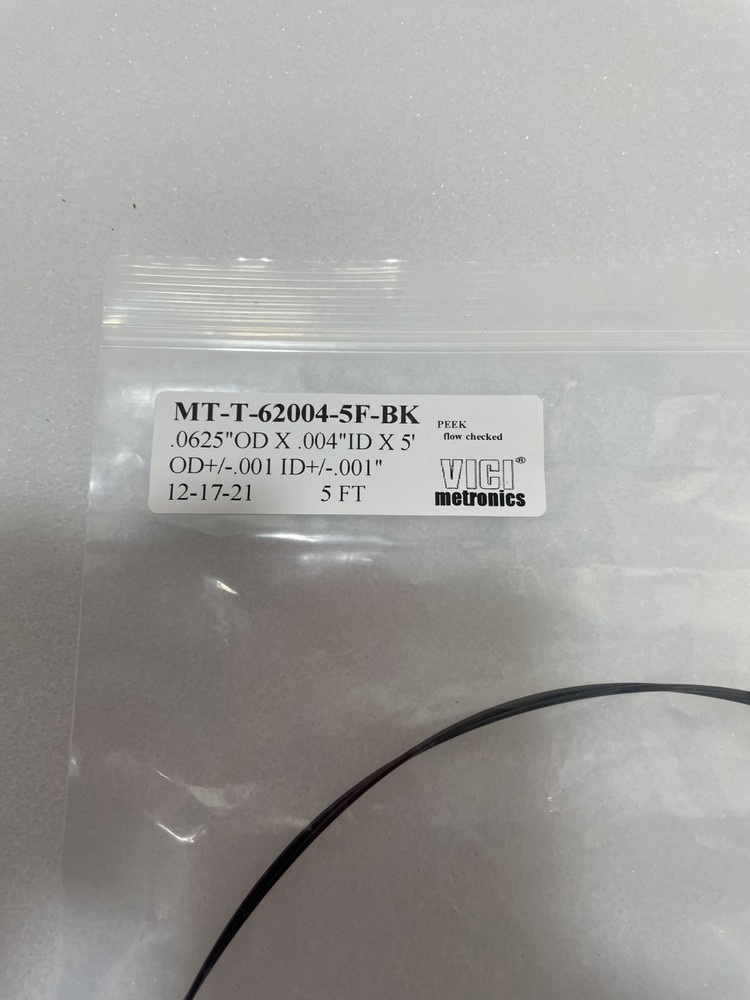 MT-T-62004-5F-BK
PEEK
.0625"OD X .004"ID X 5'
flow checked
OD+/-.001 ID+/-.001"
VICI®
12-17-21 5 FT
metronics